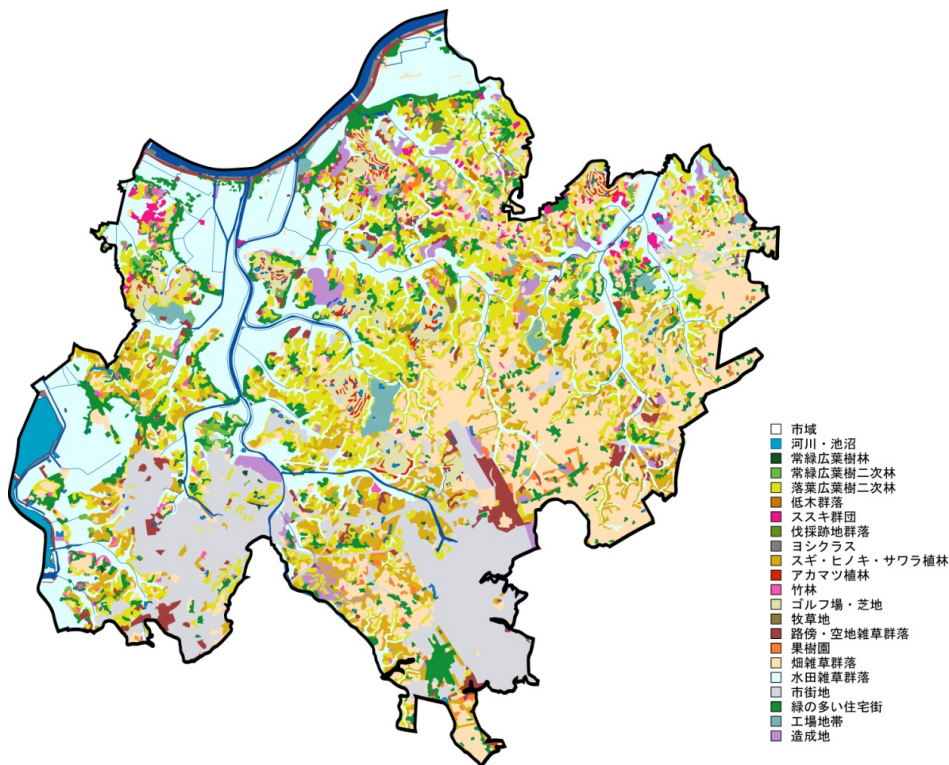 市域
河川・池沼
常緑広葉樹林
常緑広葉樹二次林
落葉広葉樹二次林
低木群落
ススキ群団
伐採跡地群落
ヨシクラス
スギ・ヒノキ・サワラ植林
アカマツ植林
竹林
ゴルフ場・芝地
牧草地
路傍・空地雑草群落
果樹園
畑雑草群落
水田雑草群落
市街地
緑の多い住宅街
工場地帯
造成地